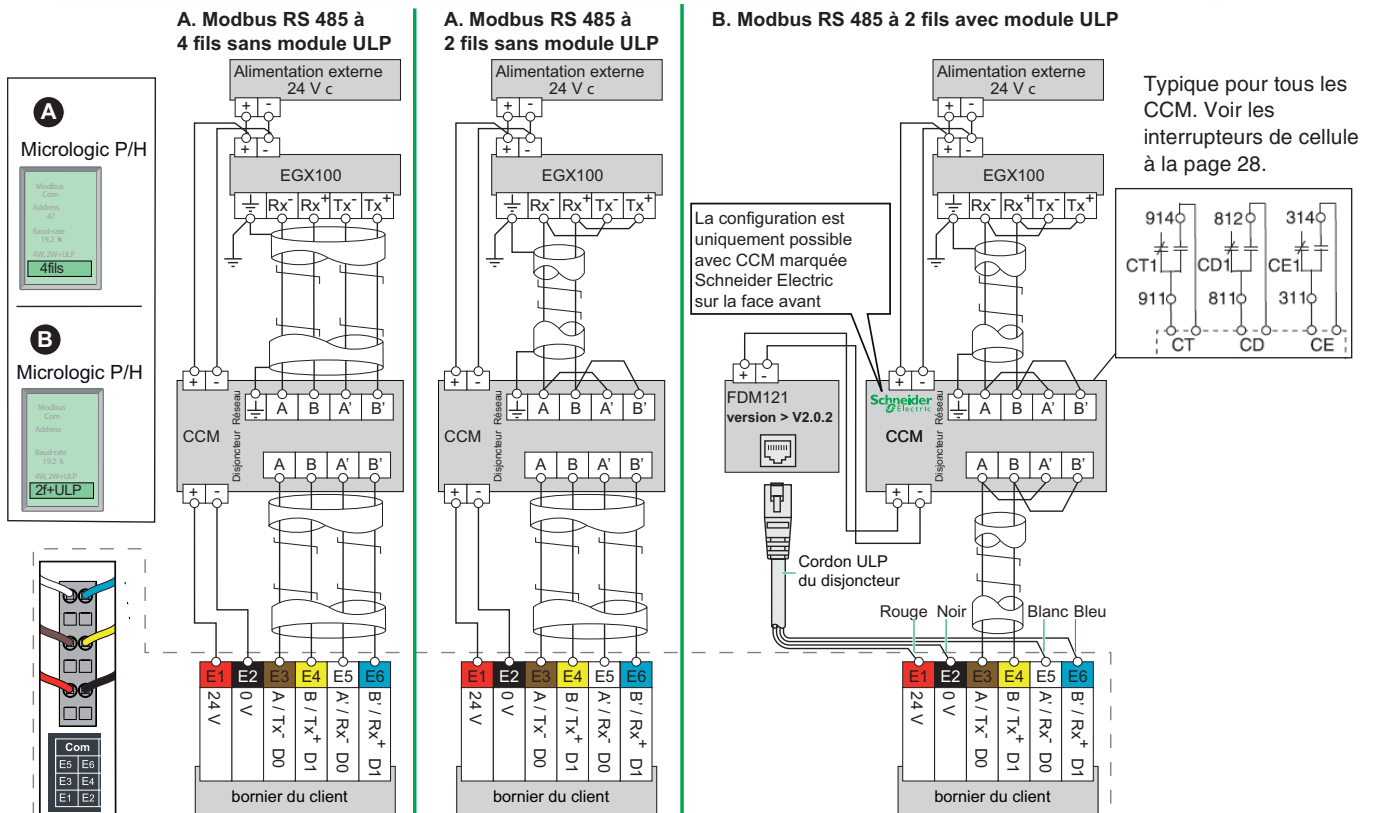 A. Modbus RS 485 à
4 fils sans module ULP
A. Modbus RS 485 à
2 fils sans module ULP
B. Modbus RS 485 à 2 fils avec module ULP
A
Micrologic P/H
Modbus
Com
Address
47
Baud-rate
19.2 k
4W, 2W+ULP
4fils
B
Micrologic P/H
Modbus
Com
Address
Baud-rate
19.2 k
4W, 2W+ULP
2f+ULP
Com
E5 E6
E3 E4
E1 E2
Alimentation externe
24 V c
+ -
+ -
EGX100
Rx- Rx+ Tx- Tx+
+ -
Réseau
A B A' B'
CCM
Disjoncteur
A B A' B'
+ -
E1 E2 E3 E4 E5 E6
24 V
0 V
A / Tx- D0
B / Tx+ D1
A' / Rx- D0
B' / Rx+ D1
bornier du client
Alimentation externe
24 V c
+ -
+ -
EGX100
Rx- Rx+ Tx- Tx+
+ -
Réseau
A B A' B'
CCM
Disjoncteur
A B A' B'
+ -
E1 E2 E3 E4 E5 E6
24 V
0 V
A / Tx- D0
B / Tx+ D1
A' / Rx- D0
B' / Rx+ D1
bornier du client
Alimentation externe
24 V c
+ -
+ -
EGX100
Rx- Rx+ Tx- Tx+
La configuration est
uniquement possible
avec CCM marquée
Schneider Electric
sur la face avant
+ -
FDM121
version > V2.0.2
+ -
Schneider
Electric
Réseau
A B A' B'
CCM
Disjoncteur
A B A' B'
+ -
Cordon ULP
du disjoncteur
Rouge Noir Blanc Bleu
E1 E2 E3 E4 E5 E6
24 V
0 V
A / Tx- D0
B / Tx+ D1
A' / Rx- D0
B' / Rx+ D1
bornier du client
Typique pour tous les
CCM. Voir les
interrupteurs de cellule
à la page 28.
914 812 314
CT1 CD1 CE1
911 811 311
CT CD CE